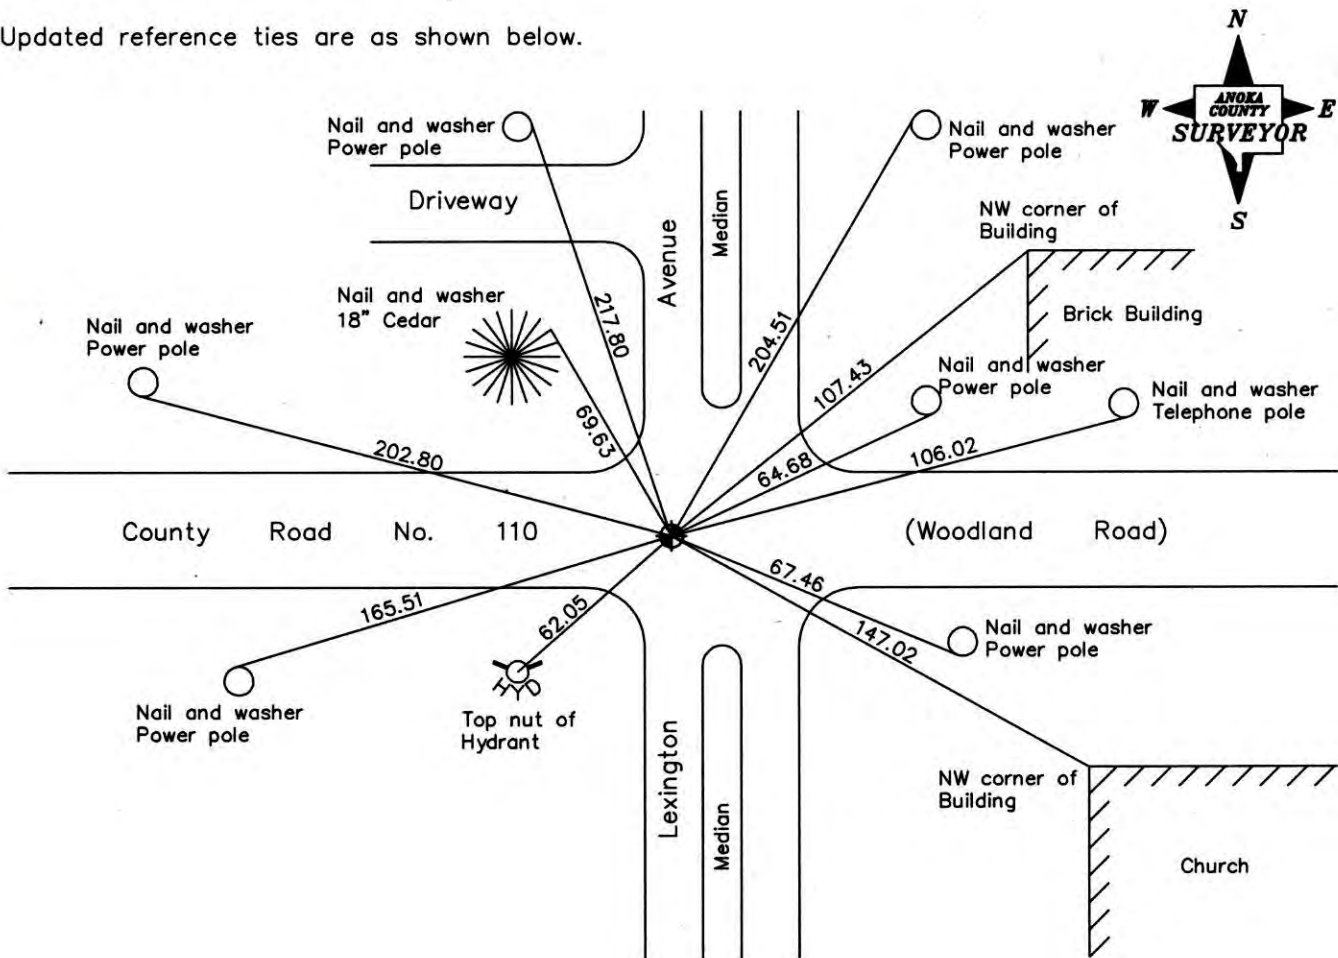 Updated reference ties are as shown below.
N
W
ANOKA
COUNTY
E
SURVEYOR
S
Nail and washer
Power pole
Nail and washer
Power pole
Driveway
Avenue
Median
NW corner of
Building
Nail and washer
18" Cedar
217.80
204.51
Brick Building
Nail and washer
Power pole
107.43
Nail and washer
Power pole
Nail and washer
Telephone pole
69.63
202.80
64.68
106.02
County Road No. 110
(Woodland Road)
165.51
62.05
67.46
147.02
Nail and washer
Power pole
HYD
Nail and washer
Power pole
Top nut of
Hydrant
Lexington
Median
NW corner of
Building
Church